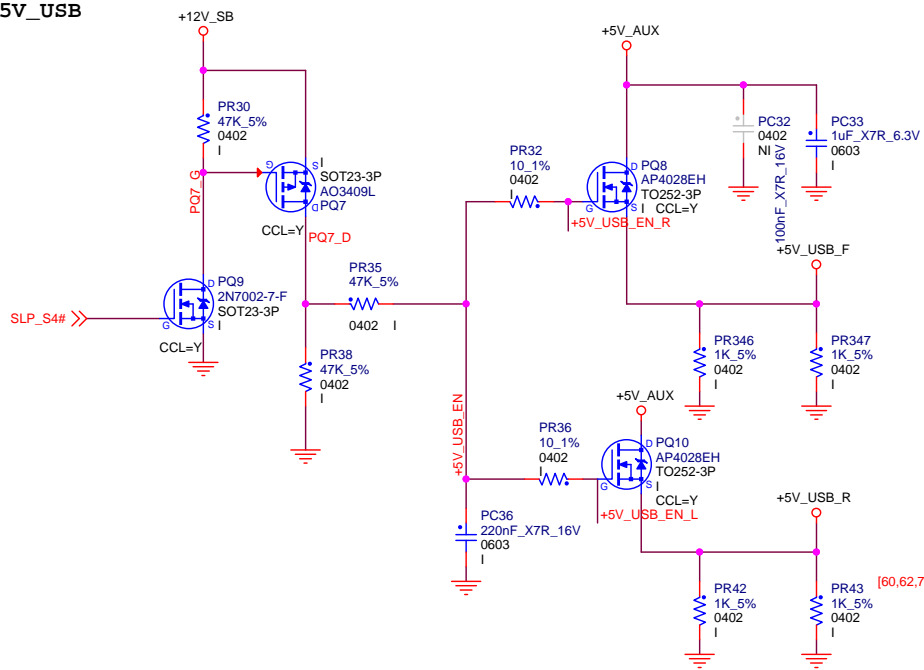 5V_USB
+12V_SB
PR30
47K_5%
0402
I
PQ7_G
G
S
D
I
SOT23-3P
AO3409L
PQ7
CCL=Y
PQ7_D
SLP_S4#
D
G
S
PQ9
2N7002-7-F
SOT23-3P
I
CCL=Y
PR35
47K_5%
0402
I
PR38
47K_5%
0402
I
+5V_USB_EN
PR32
10_1%
0402
I
+5V_USB_EN_R
+5V_AUX
D
G
S
PQ8
AP4028EH
TO252-3P
I
CCL=Y
PC32
0402
NI
100nF_X7R_16V
PC33
1uF_X7R_6.3V
0603
I
+5V_USB_F
PR346
1K_5%
0402
I
PR347
1K_5%
0402
I
PR36
10_1%
0402
I
+5V_USB_EN_L
+5V_AUX
D
G
S
PQ10
AP4028EH
TO252-3P
I
CCL=Y
PC36
220nF_X7R_16V
0603
I
+5V_USB_R
PR42
1K_5%
0402
I
PR43
1K_5%
0402
I
[60,62,7